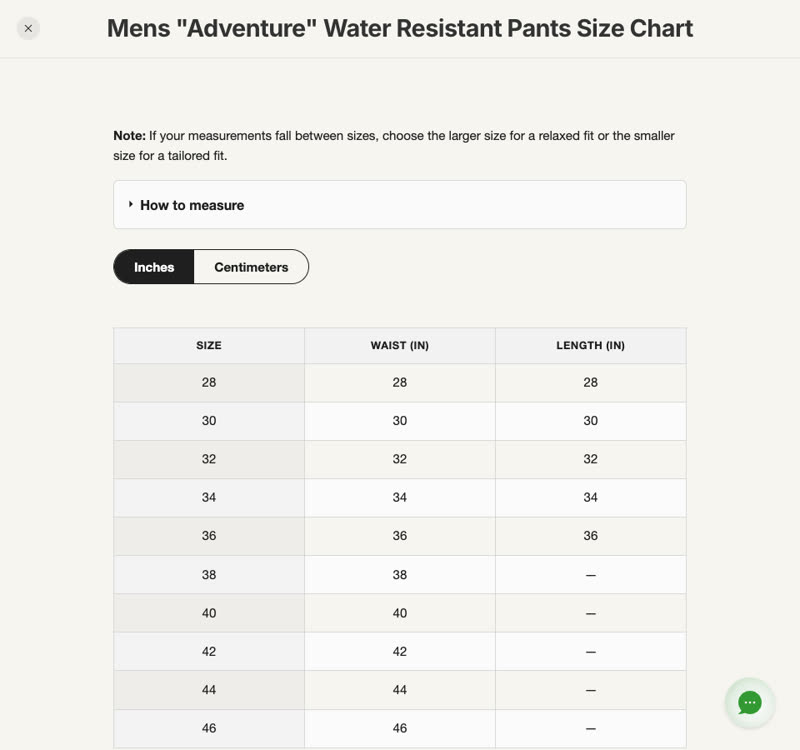 Mens "Adventure" Water Resistant Pants Size Chart
Note: If your measurements fall between sizes, choose the larger size for a relaxed fit or the smaller
size for a tailored fit.
How to measure
Inches Centimeters
SIZE WAIST (IN) LENGTH (IN)
28 28 28
30 30 30
32 32 32
34 34 34
36 36 36
38 38 —
40 40 —
42 42 —
44 44 —
46 46 —